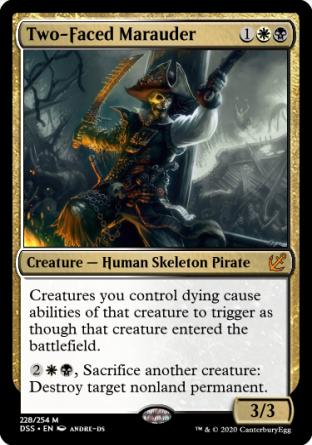 Two-Faced Marauder 1
Creature — Human Skeleton Pirate
Creatures you control dying cause
abilities of that creature to trigger as
though that creature entered the
battlefield.
2, Sacrifice another creature:
Destroy target nonland permanent.
3/3
228/254 M
DSS • EN ANDRE-DS
™ & © 2020 CanterburyEgg